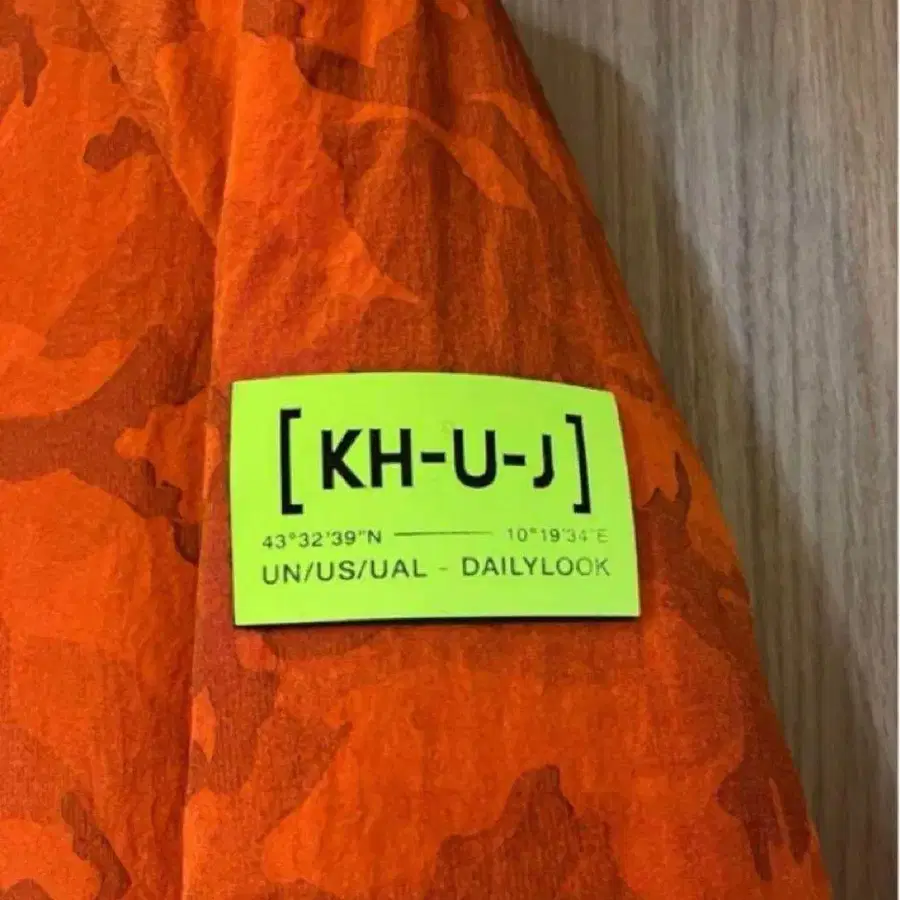 [KH-U-J]
43°32'39"N — 10°19'34"E
UN/US/UAL - DAILYLOOK